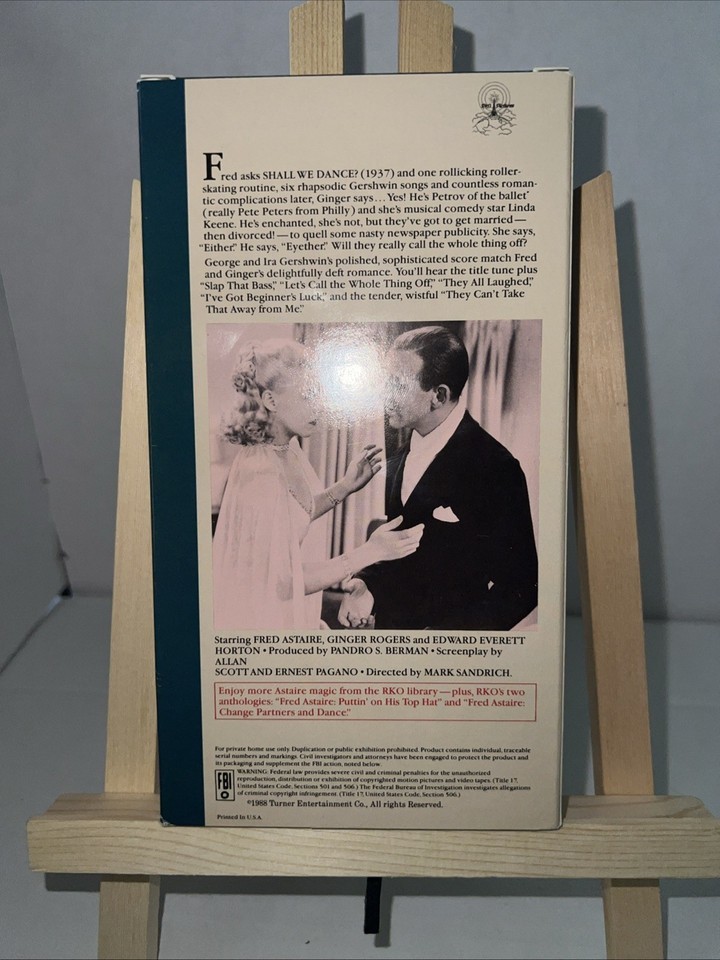 Fred asks SHALL WE DANCE? (1937) and one rollicking roller-
skating routine, six rhapsodic Gershwin songs and countless roman-
tic complications later, Ginger says... Yes! He's Petrov of the ballet
(really Pete Peters from Philly) and she's musical comedy star Linda
Keene. He's enchanted, she's not, but they've got to get married—
then divorced!—to quell some nasty newspaper publicity. She says,
"Either." He says, "Eyether." Will they really call the whole thing off?
George and Ira Gershwin's polished, sophisticated score match Fred
and Ginger's delightfully deft romance. You'll hear the title tune plus
"Slap That Bass," "Let's Call the Whole Thing Off," "They All Laughed,"
"I've Got Beginner's Luck," and the tender, wistful "They Can't Take
That Away from Me."
Starring FRED ASTAIRE, GINGER ROGERS and EDWARD EVERETT
HORTON • Produced by PANDRO S. BERMAN • Screenplay by
ALLAN
SCOTT AND ERNEST PAGANO • Directed by MARK SANDRICH.
Enjoy more Astaire magic from the RKO library—plus, RKO's two
anthologies: "Fred Astaire: Puttin' on His Top Hat" and "Fred Astaire:
Change Partners and Dance."
For private home use only. Duplication or public exhibition prohibited. Product contains individual, traceable
serial numbers and markings. Civil investigators and attorneys have been engaged to protect the product and
its packaging and supplement the FBI action, noted below.
FBI
WARNING: Federal law provides severe civil and criminal penalties for the unauthorized
reproduction, distribution or exhibition of copyrighted motion pictures and video tapes. (Title 17,
United States Code, Sections 501 and 506.) The Federal Bureau of Investigation investigates allegations
of criminal copyright infringement. (Title 17, United States Code, Section 506.)
©1988 Turner Entertainment Co., All rights Reserved.
Printed In U.S.A.